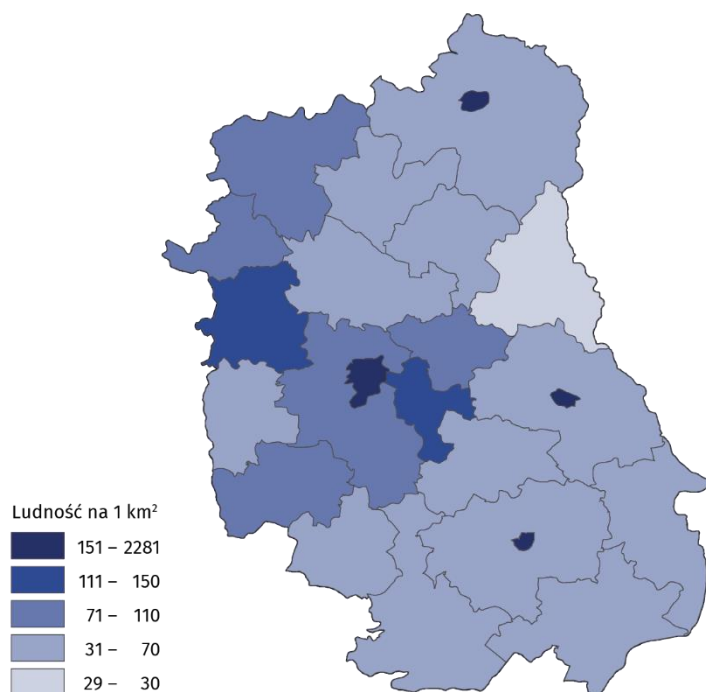 Ludność na 1 km²
151 – 2281
111 – 150
71 – 110
31 – 70
29 – 30